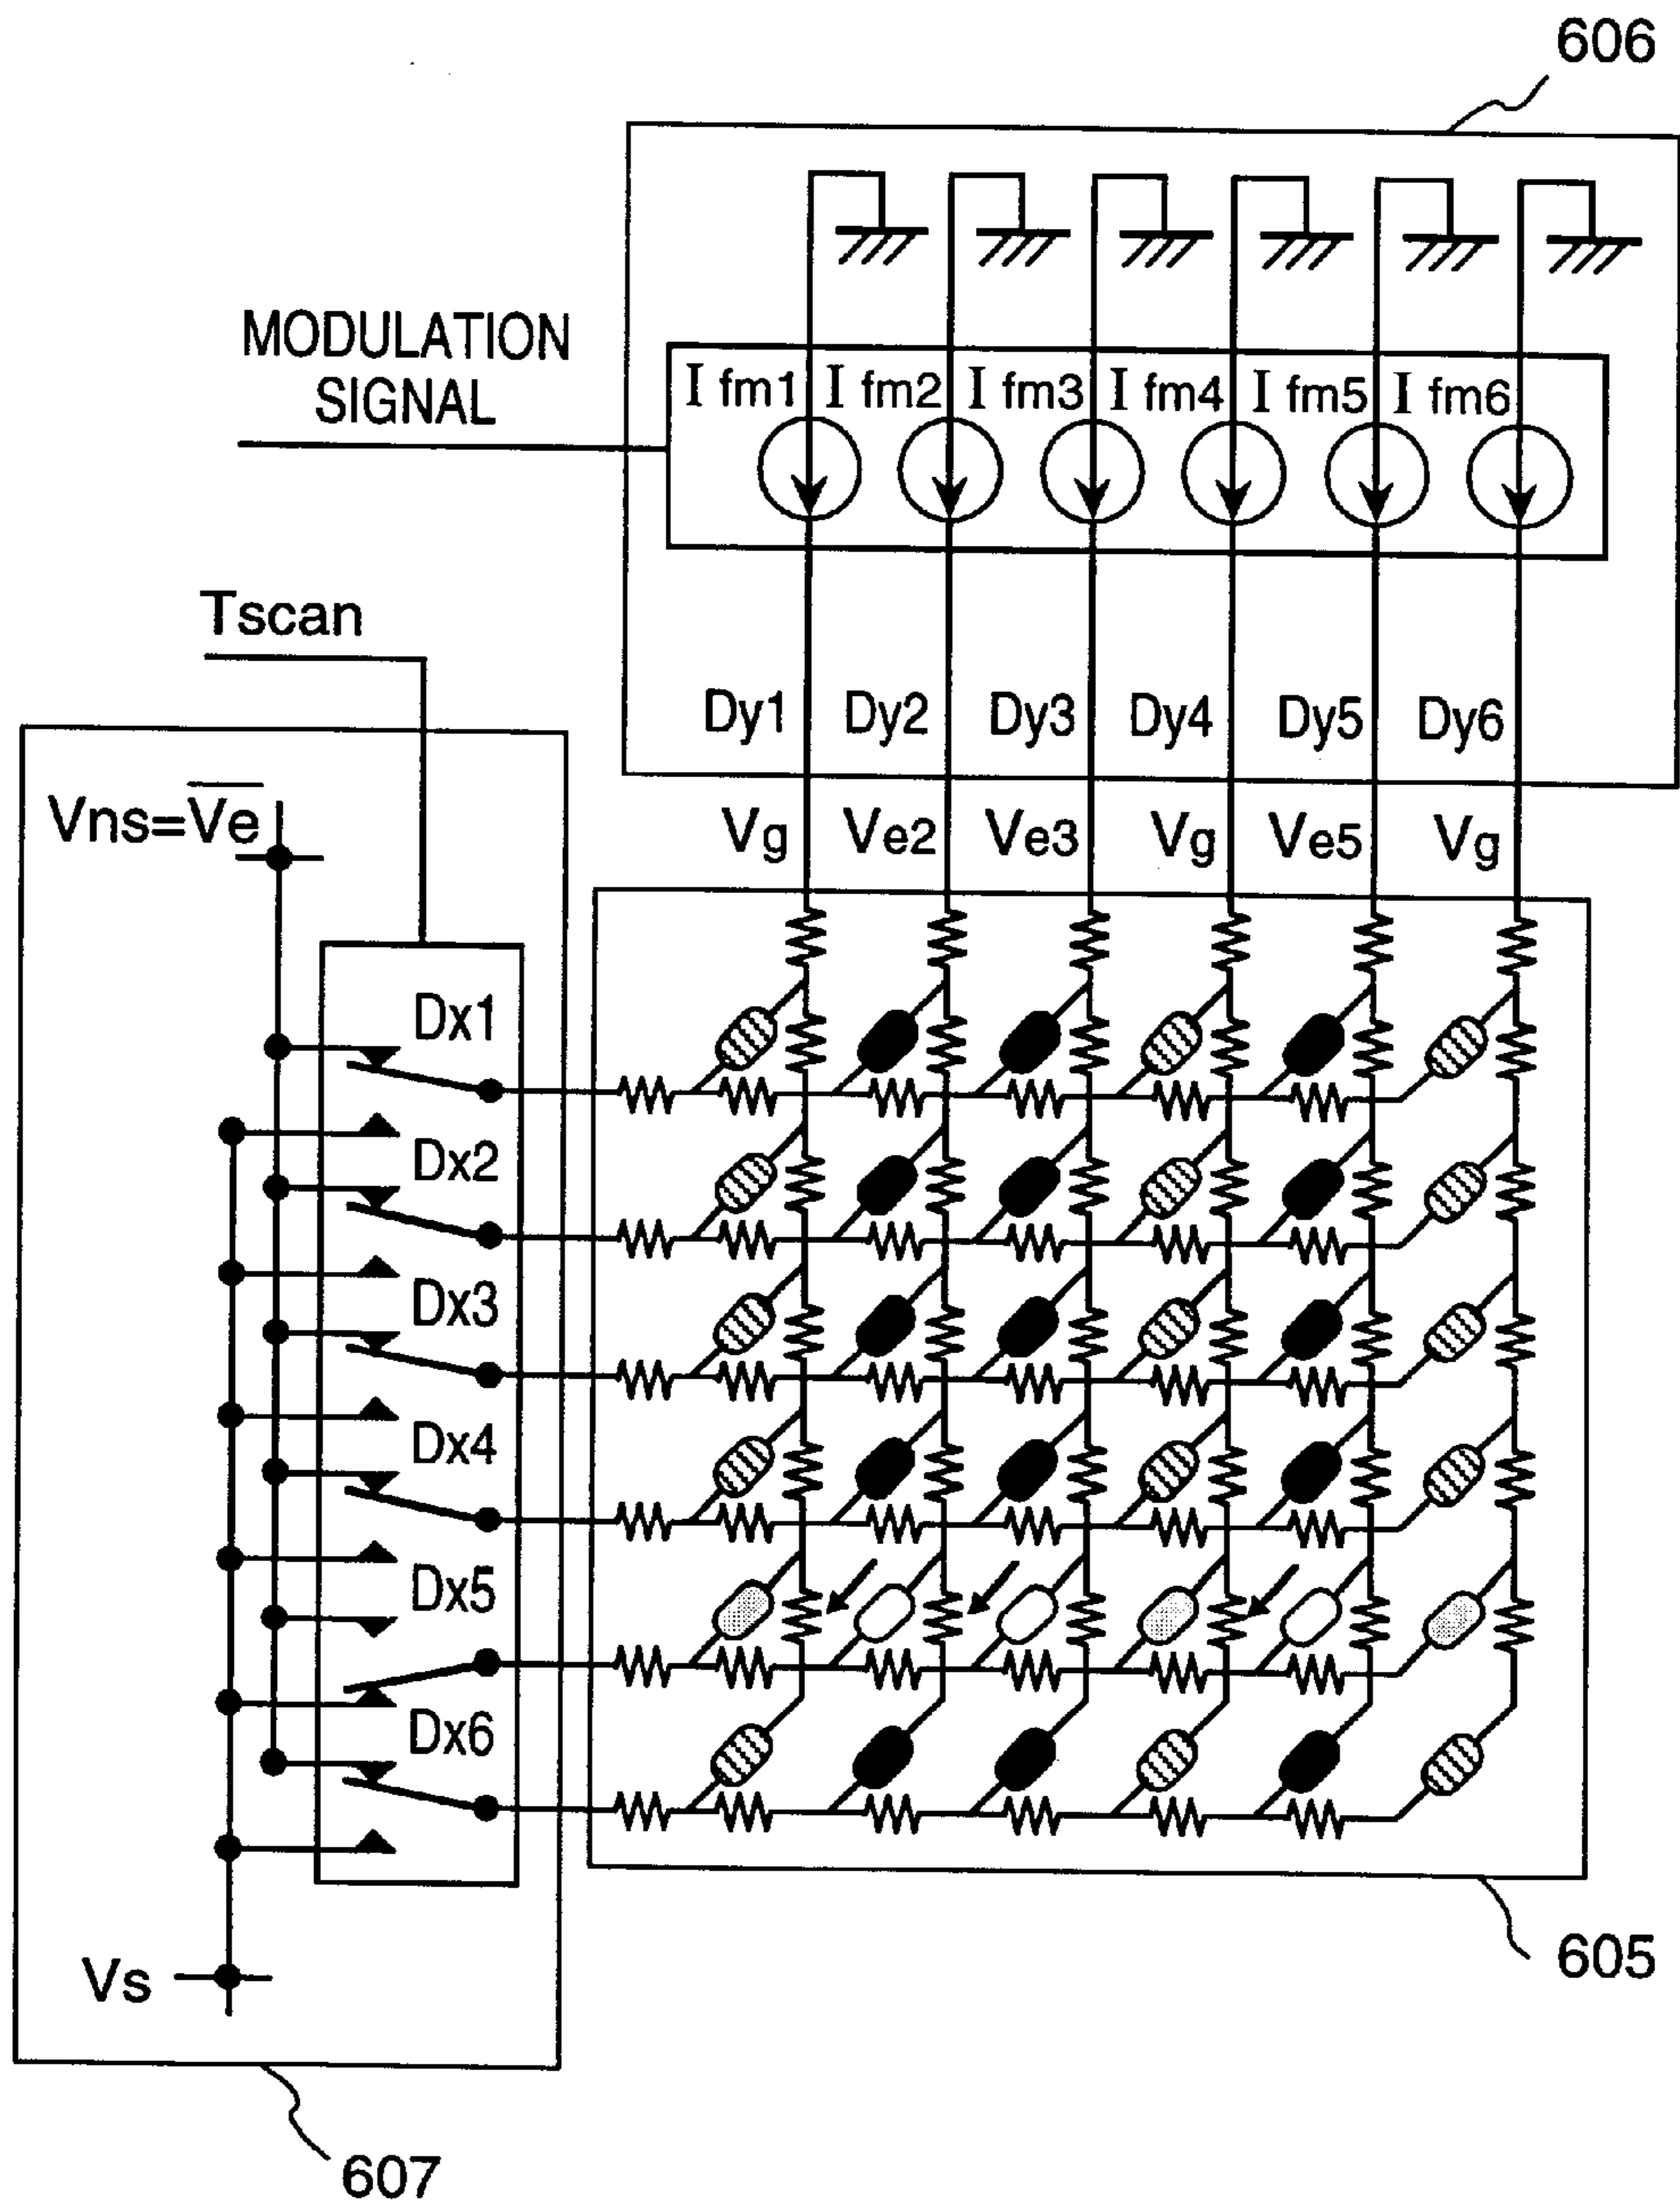 606
MODULATION
SIGNAL
I fm1 I fm2 I fm3 I fm4 I fm5 I fm6
Tscan
Dy1 Dy2 Dy3 Dy4 Dy5 Dy6
Vns=V̅e̅
Vg Ve2 Ve3 Vg Ve5 Vg
Dx1
Dx2
Dx3
Dx4
Dx5
Dx6
Vs
605
607